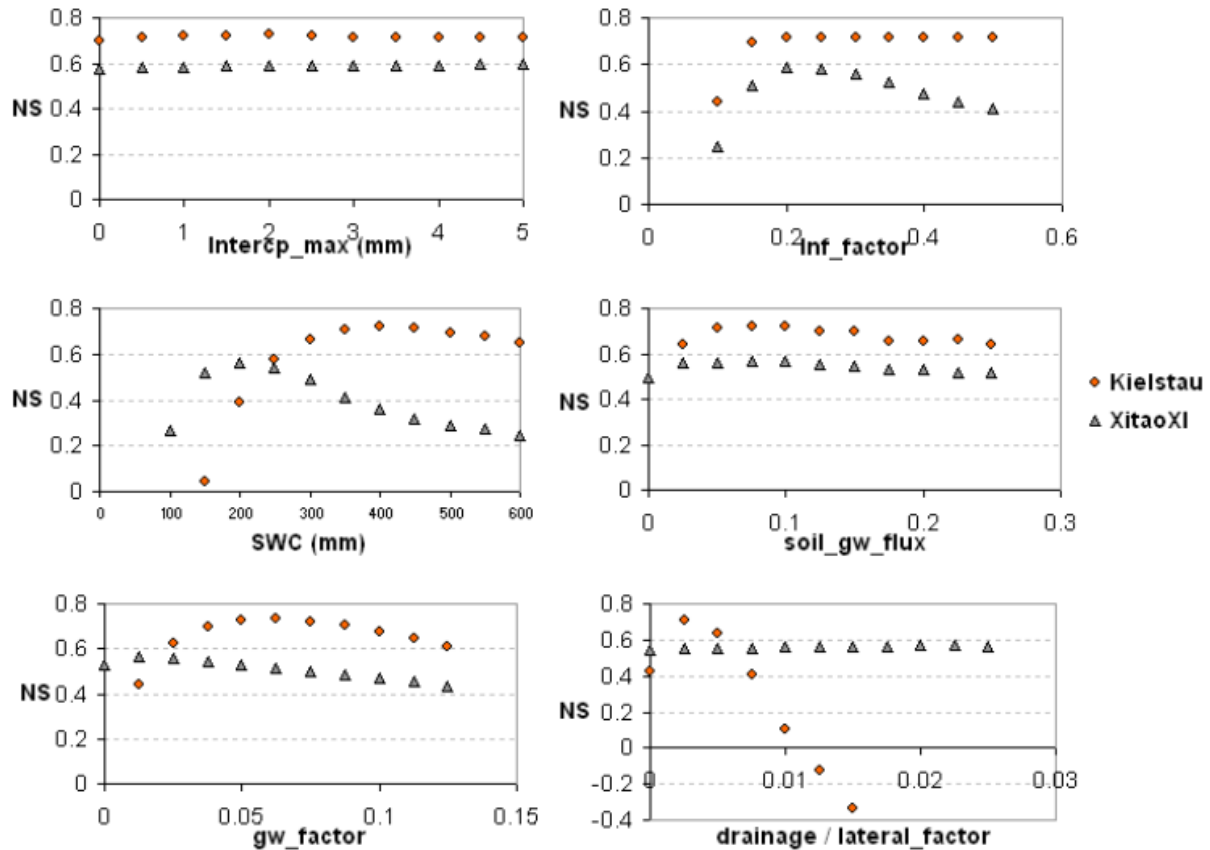 0.8
0.6
NS 0.4
0.2
0
0 1 2 3 4 5
Intercp_max (mm)
0.8
0.6
NS 0.4
0.2
0
0 0.2 0.4 0.6
Inf_factor
0.8
0.6
NS 0.4
0.2
0
0 100 200 300 400 500 600
SWC (mm)
0.8
0.6
NS 0.4
0.2
0
0 0.1 0.2 0.3
soil_gw_flux
Kielstau
XitaoXI
0.8
0.6
NS 0.4
0.2
0
0 0.05 0.1 0.15
gw_factor
0.8
0.6
0.4
NS 0.2
0
-0.2
-0.4
0 0.01 0.02 0.03
drainage / lateral_factor